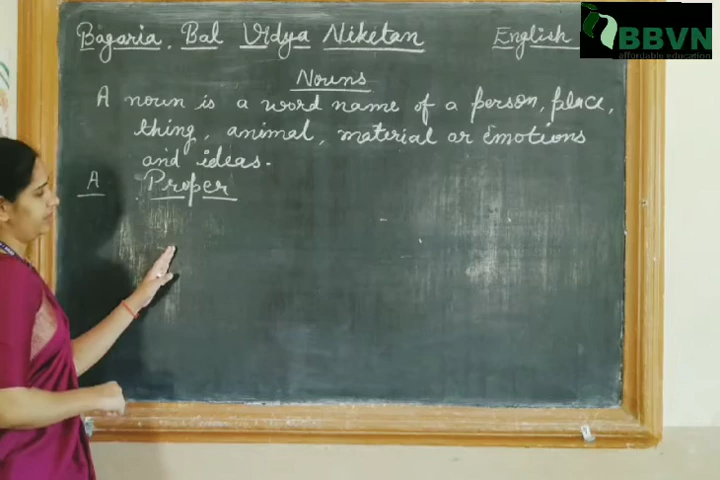 Bagaria Bal Vidya Niketan English
BBVN
affordable education
Nouns
A noun is a word name of a person, place,
thing, animal, material or Emotions
and ideas.
A Proper